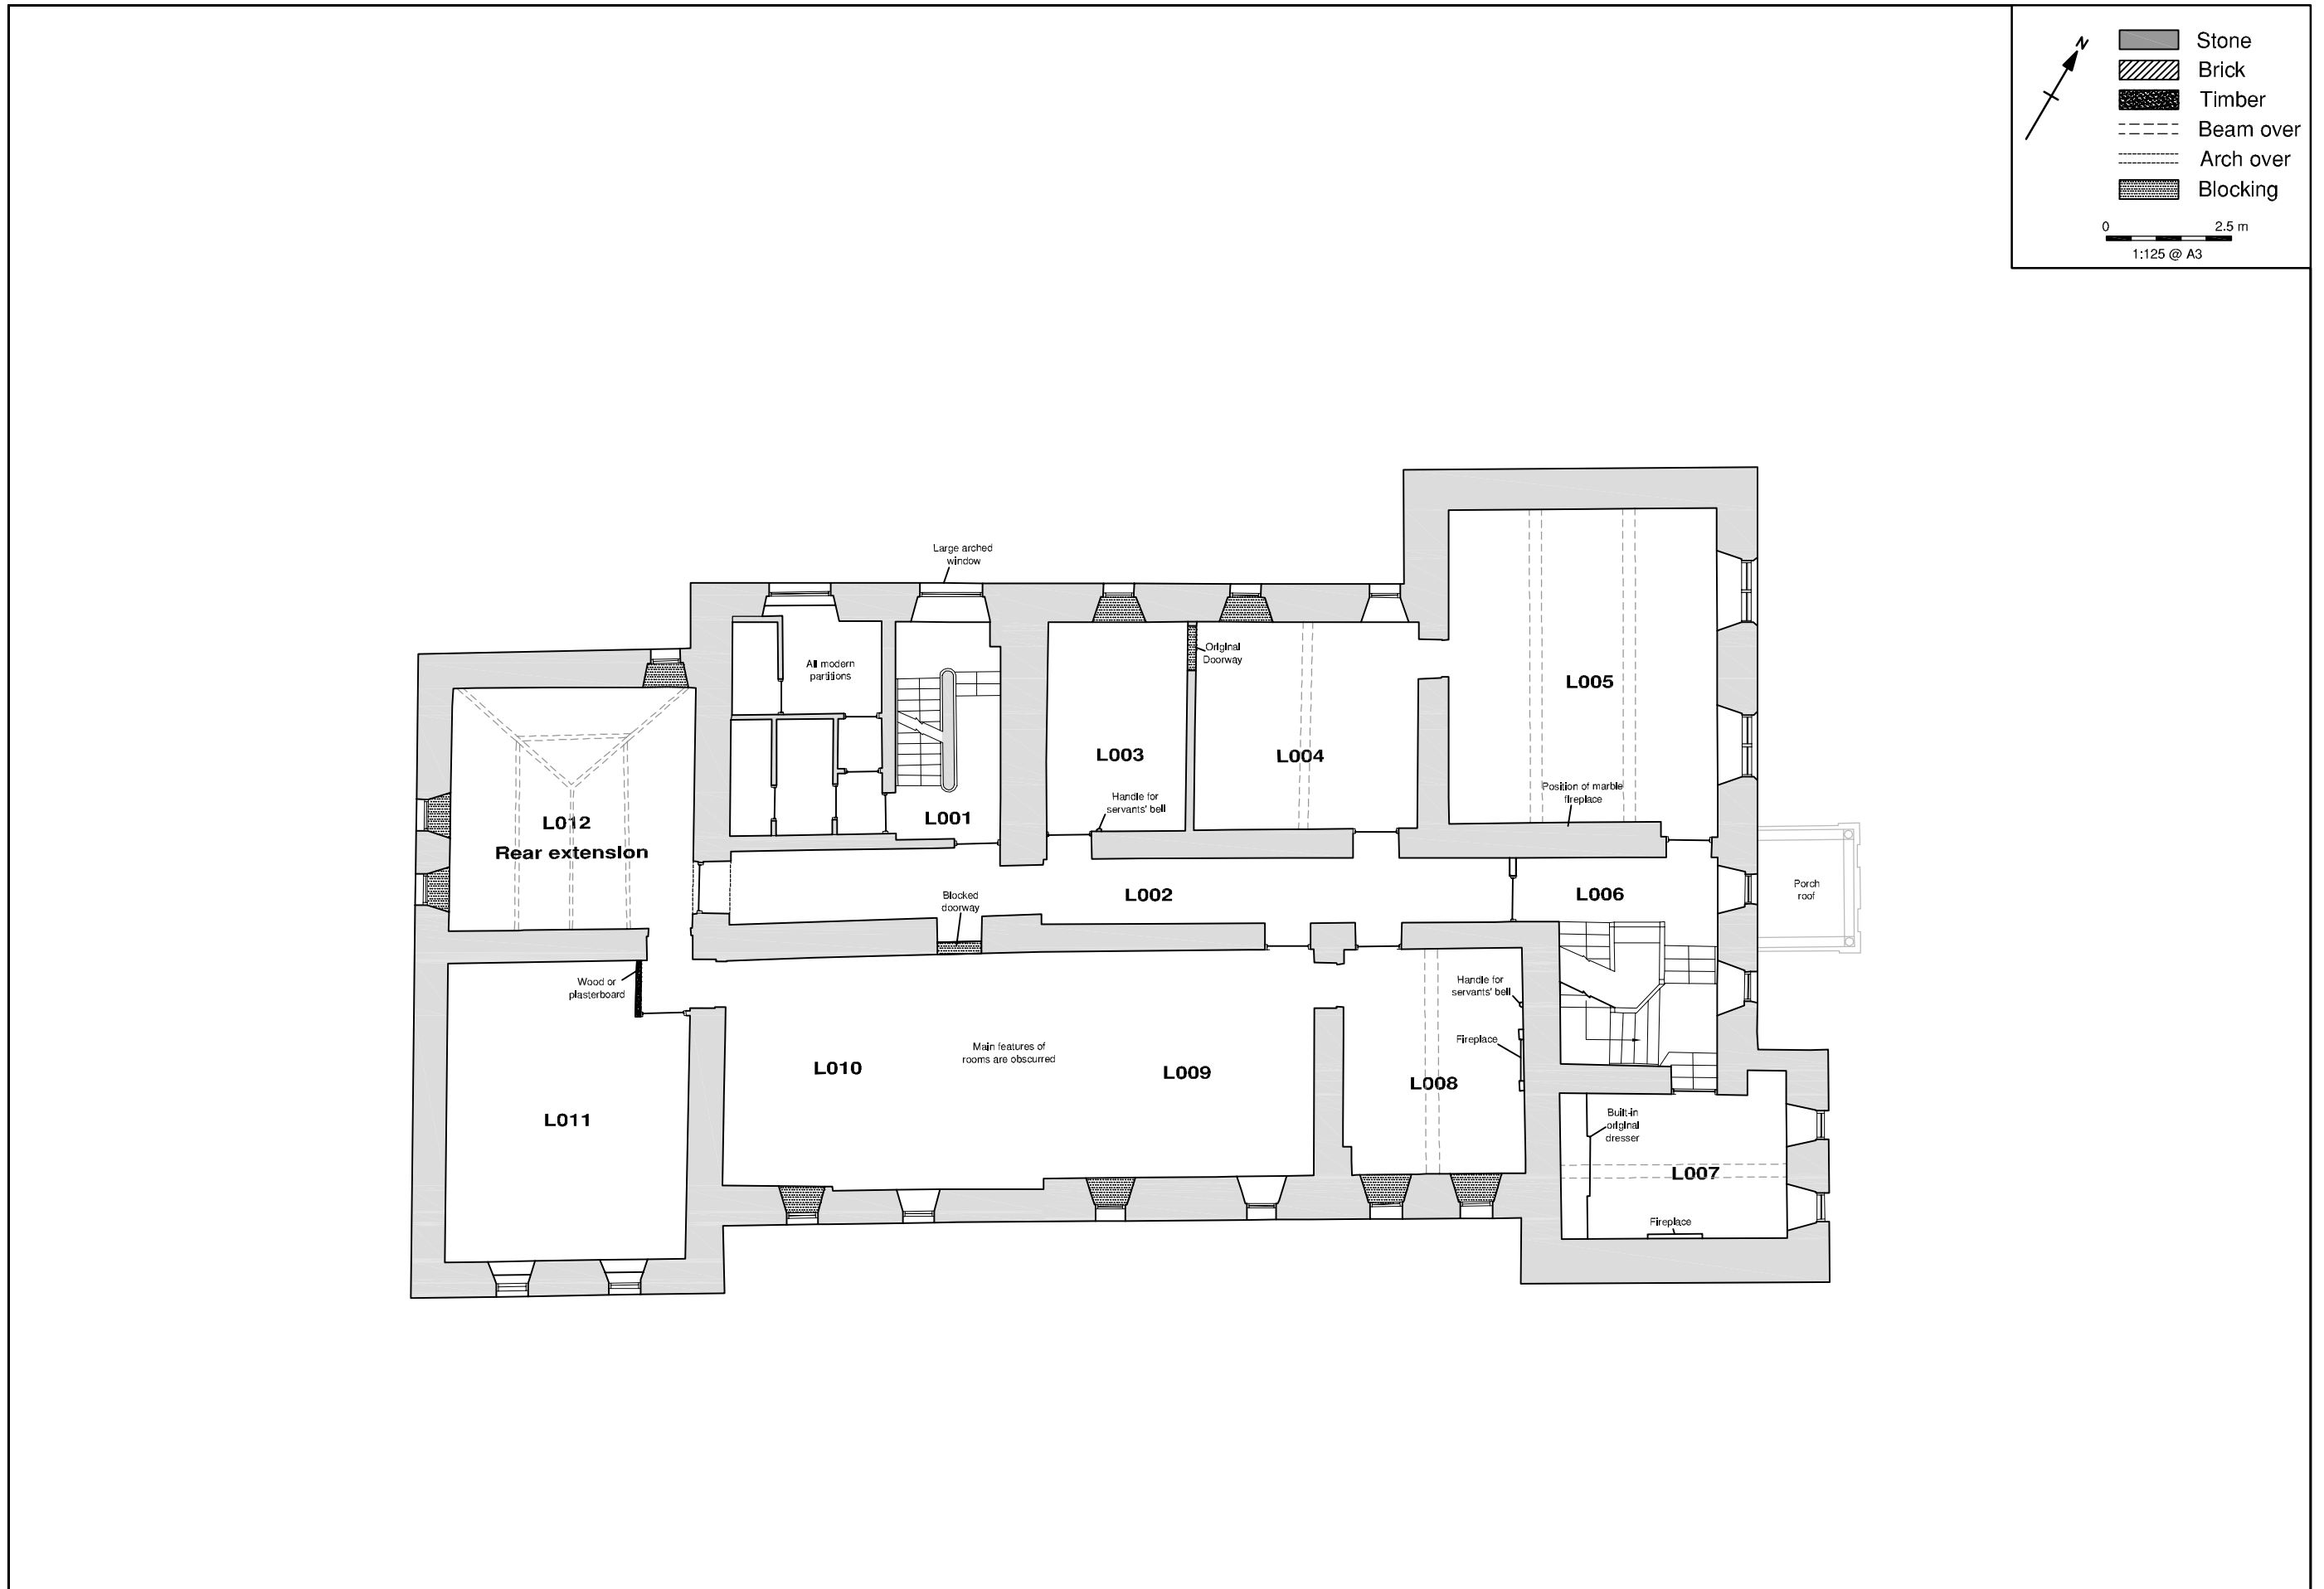 N
Stone
Brick
Timber
Beam over
Arch over
Blocking
0 2.5 m
1:125 @ A3
Large arched
window
All modern
partitions
Original
Doorway
L005
L003
L004
Position of marble
fireplace
Handle for
servants' bell
L001
L012
Rear extension
L002
L006
Porch
roof
Blocked
doorway
Wood or
plasterboard
Handle for
servants' bell
Fireplace
Main features of
rooms are obscurred
L010
L009
L008
L011
Built-in
original
dresser
L007
Fireplace